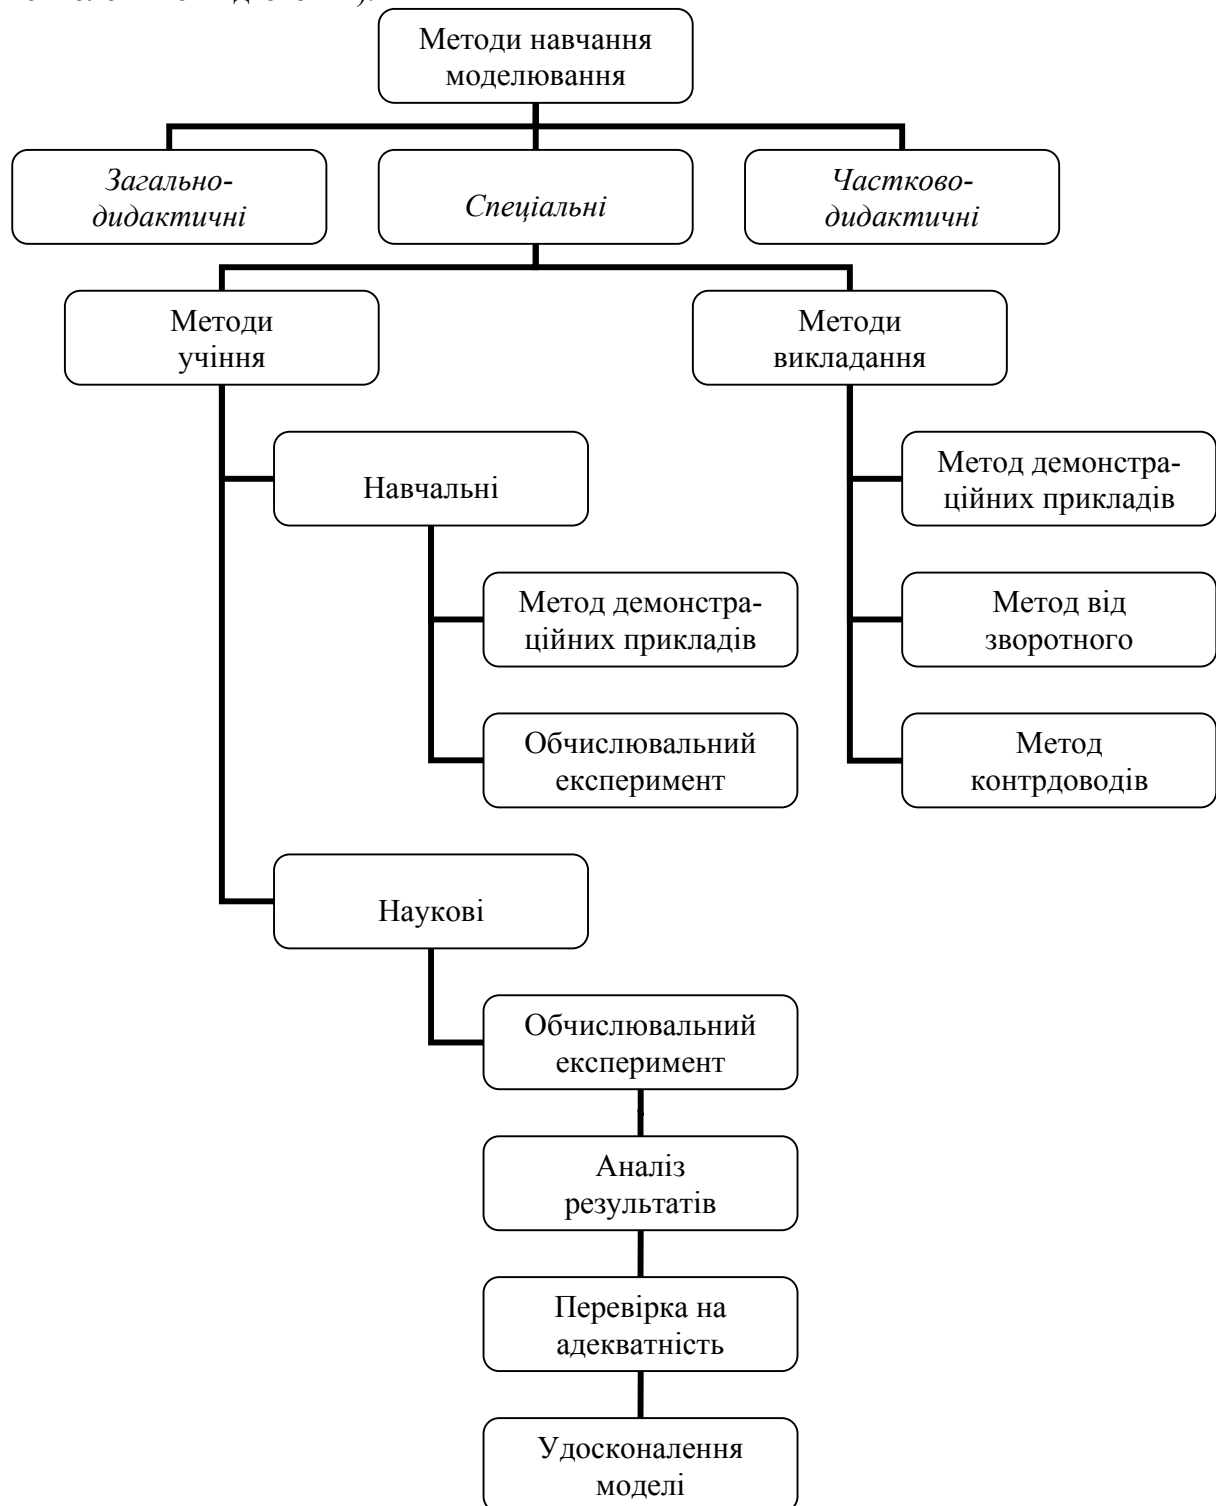 Методи навчання
моделювання
Загально-
дидактичні
Спеціальні
Частково-
дидактичні
Методи
учіння
Методи
викладання
Навчальні
Метод демонстра-
ційних прикладів
Метод демонстра-
ційних прикладів
Метод від
зворотного
Обчислювальний
експеримент
Метод
контрдоводів
Наукові
Обчислювальний
експеримент
Аналіз
результатів
Перевірка на
адекватність
Удосконалення
моделі